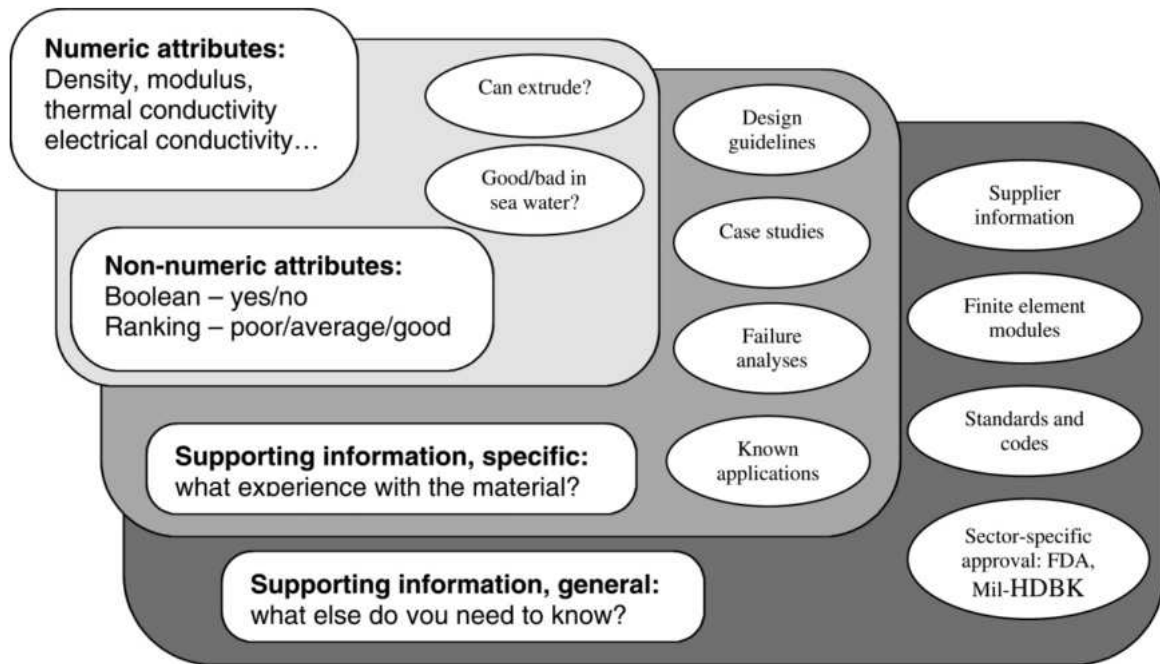 Numeric attributes:
Density, modulus,
thermal conductivity
electrical conductivity…
Can extrude?
Good/bad in
sea water?
Non-numeric attributes:
Boolean – yes/no
Ranking – poor/average/good
Design
guidelines
Case studies
Failure
analyses
Known
applications
Supporting information, specific:
what experience with the material?
Supplier
information
Finite element
modules
Standards and
codes
Sector-specific
approval: FDA,
Mil-HDBK
Supporting information, general:
what else do you need to know?